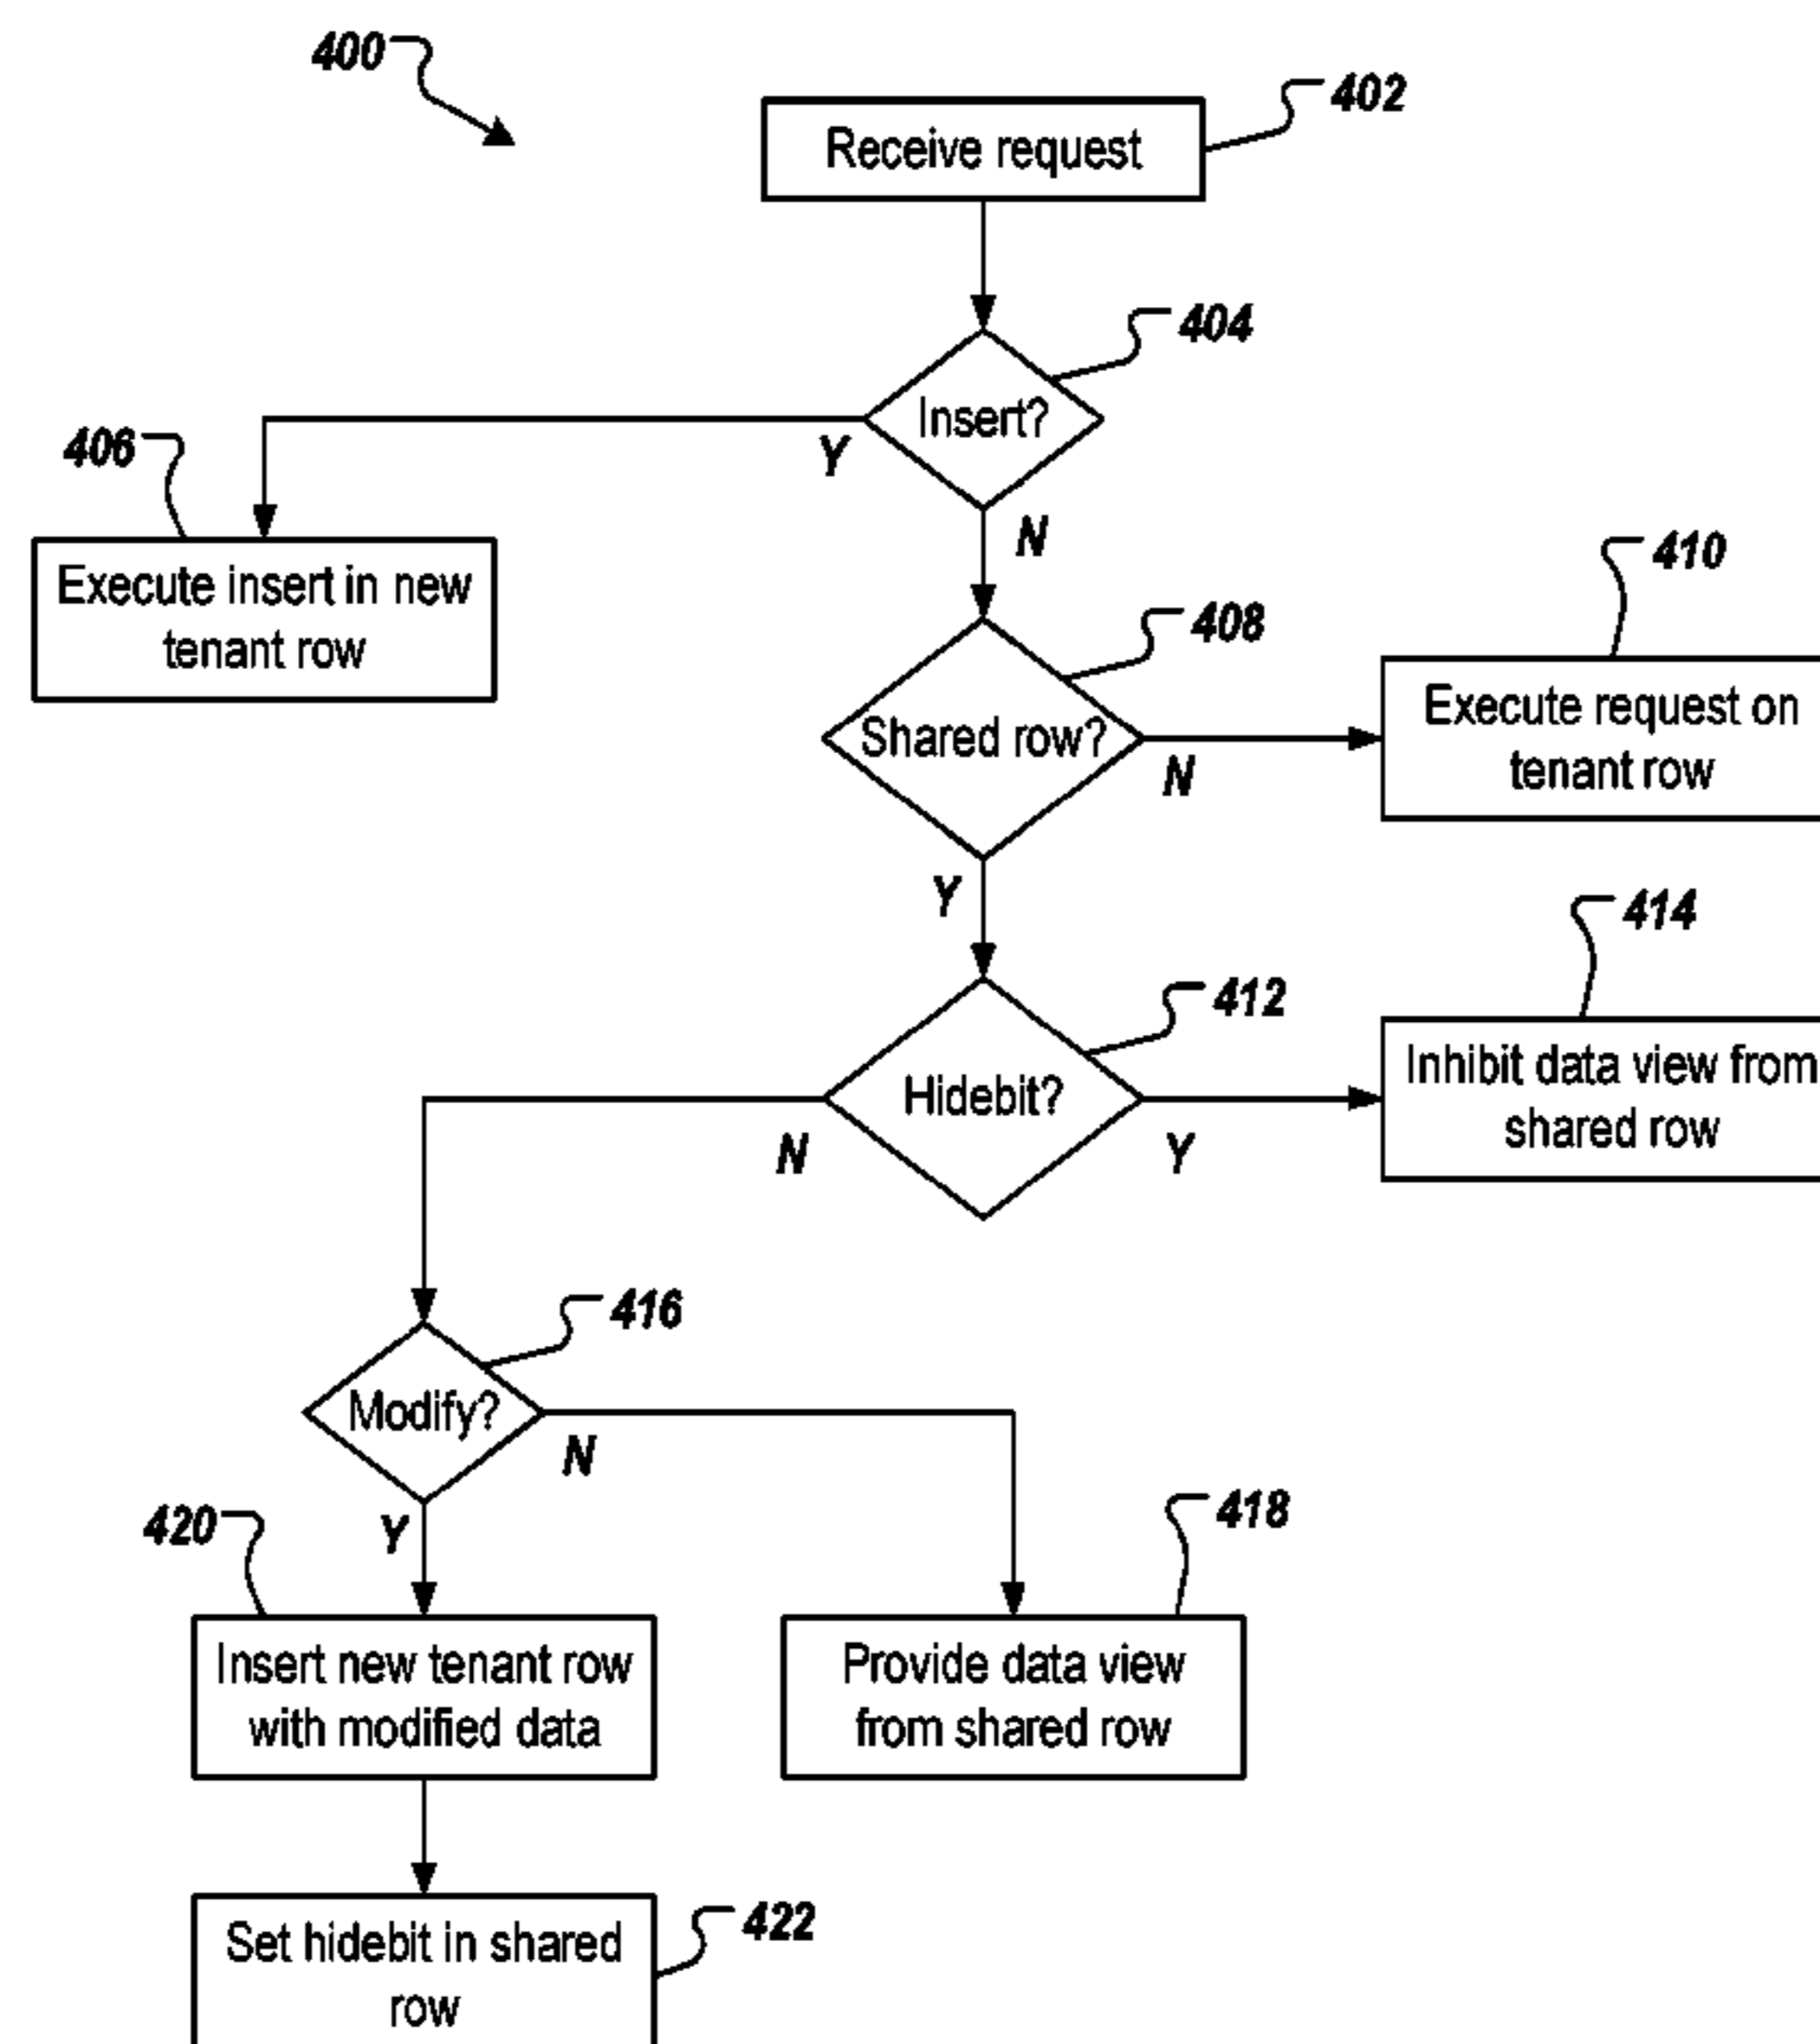 400
402
Receive request
404
Insert?
Y
N
406
Execute insert in new
tenant row
408
Shared row?
N
Y
410
Execute request on
tenant row
412
Hidebit?
N
Y
414
Inhibit data view from
shared row
416
Modify?
N
Y
420
Insert new tenant row
with modified data
418
Provide data view
from shared row
422
Set hidebit in shared
row